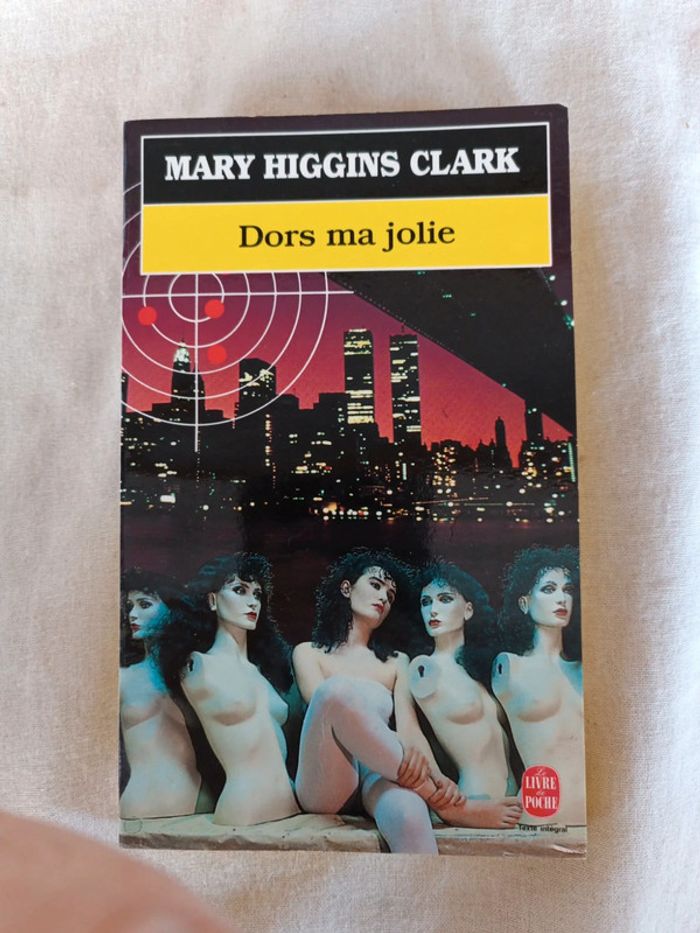 MARY HIGGINS CLARK
Dors ma jolie
Le
LIVRE
de
POCHE
Texte intégral